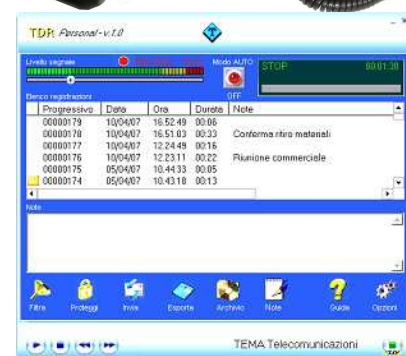 TDR Personal - v.1.0
Livello segnale
Modo AUTO
STOP
00:01:30
OFF
Elenco registrazioni
Progressivo Data Ora Durata Note
00000179 10/04/07 16.52.49 00:06
00000178 10/04/07 16.51.03 00:33 Conferma ritiro materiali
00000177 10/04/07 12.24.49 00:16
00000176 10/04/07 12.23.11 00:22 Riunione commerciale
00000175 05/04/07 10.44.33 00:05
00000174 05/04/07 10.43.18 00:13
Note
Filtra Proteggi Invia Esporta Archivio Note Guida Opzioni
TEMA Telecomunicazioni
TDR